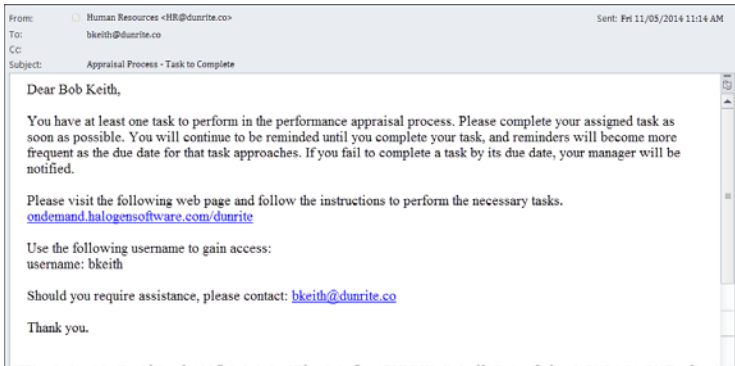 From: Human Resources <HR@dunrite.co> Sent: Fri 11/05/2014 11:14 AM
To: bkeith@dunrite.co
Cc:
Subject: Appraisal Process - Task to Complete
Dear Bob Keith,
You have at least one task to perform in the performance appraisal process. Please complete your assigned task as
soon as possible. You will continue to be reminded until you complete your task, and reminders will become more
frequent as the due date for that task approaches. If you fail to complete a task by its due date, your manager will be
notified.
Please visit the following web page and follow the instructions to perform the necessary tasks.
ondemand.halogensoftware.com/dunrite
Use the following username to gain access:
username: bkeith
Should you require assistance, please contact: bkeith@dunrite.co
Thank you.